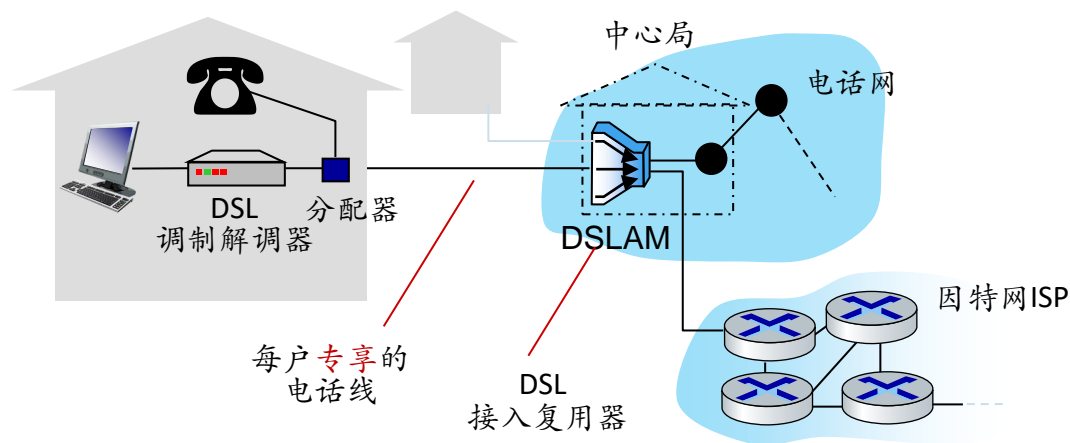 中心局
电话网
DSL
调制解调器
分配器
DSLAM
因特网ISP
每户专享的
电话线
DSL
接入复用器